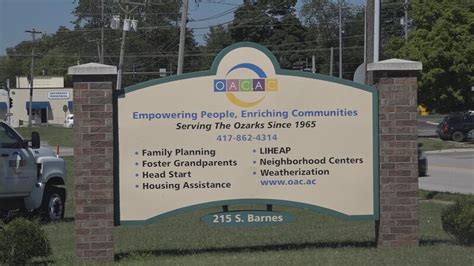 OACAC
Empowering People, Enriching Communities
Serving The Ozarks Since 1965
417-862-4314
• Family Planning
• Foster Grandparents
• Head Start
• Housing Assistance
• LIHEAP
• Neighborhood Centers
• Weatherization
www.oac.ac
215 S. Barnes